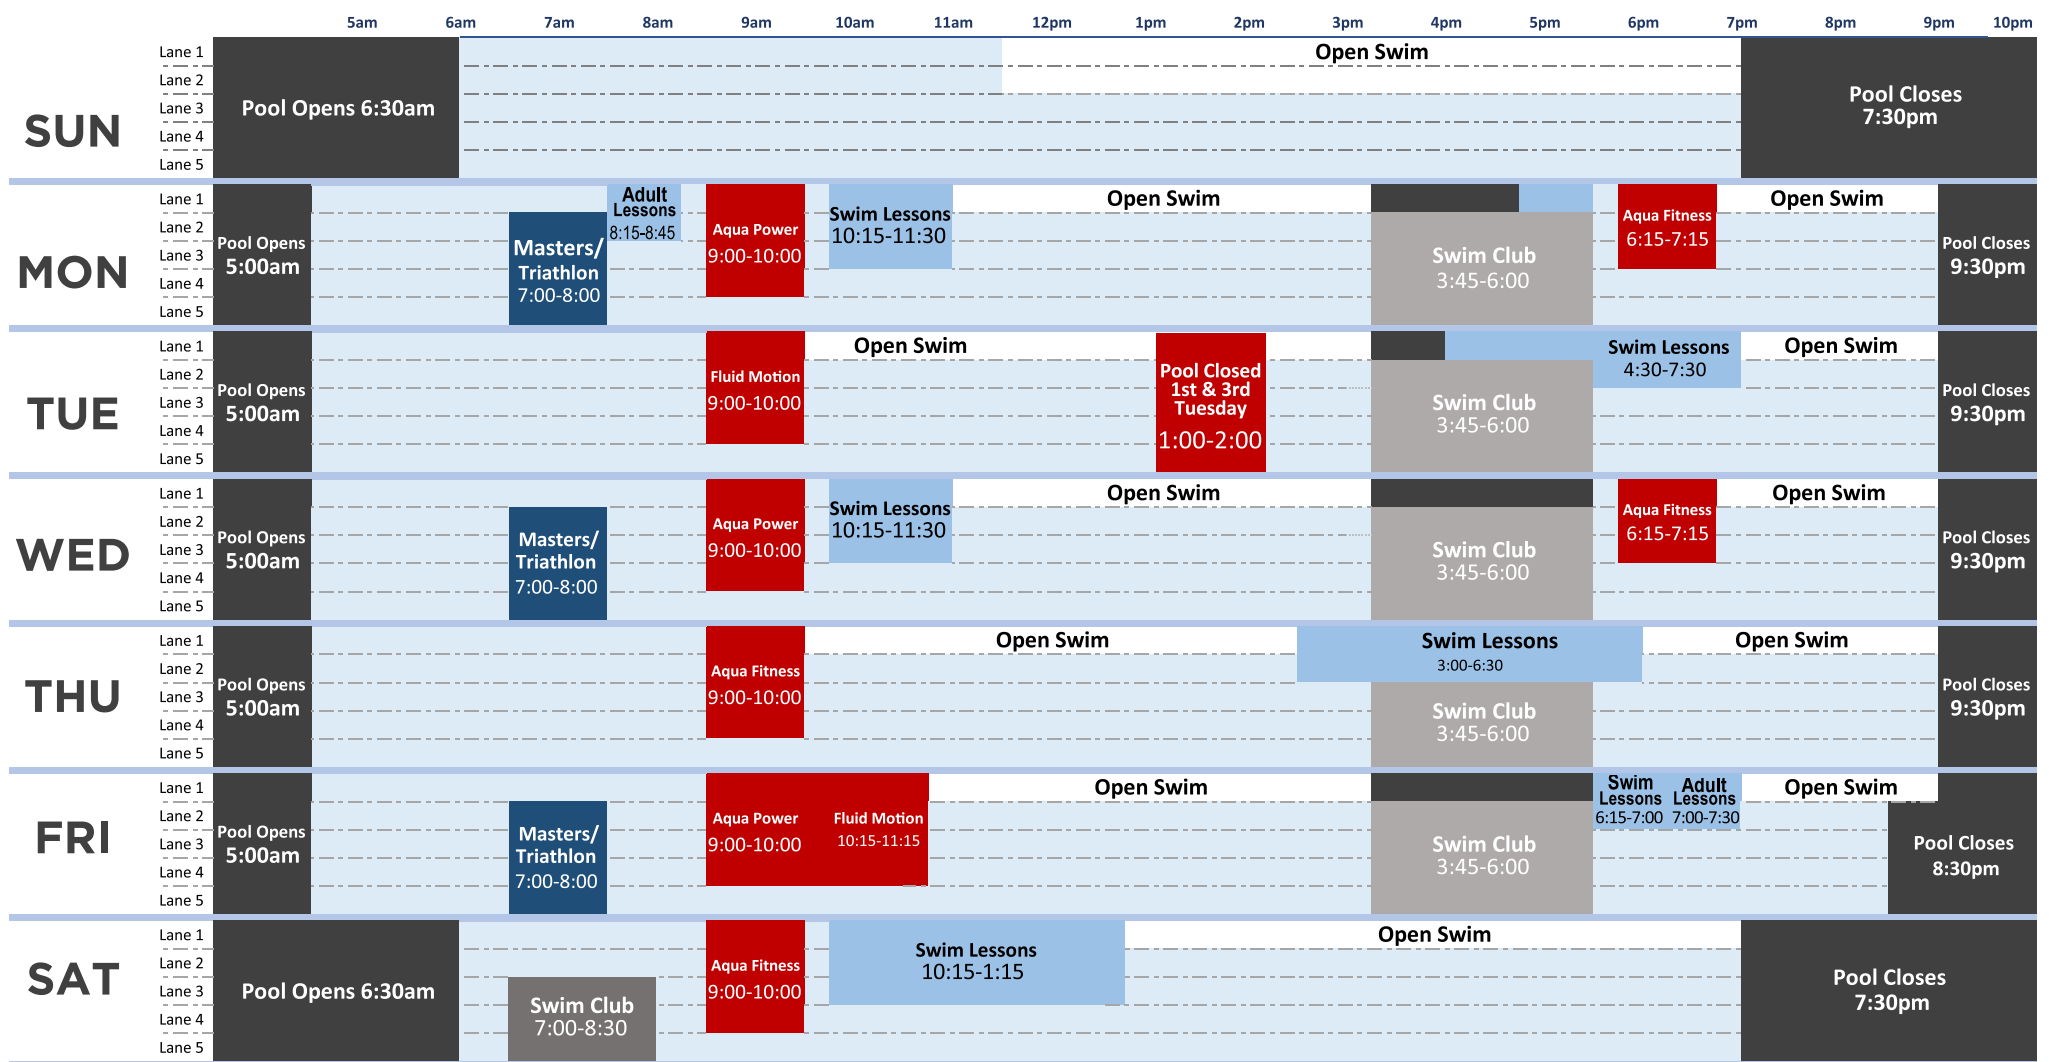 5am 6am 7am 8am 9am 10am 11am 12pm 1pm 2pm 3pm 4pm 5pm 6pm 7pm 8pm 9pm 10pm
SUN
Lane 1
Lane 2
Lane 3
Lane 4
Lane 5
Pool Opens 6:30am
Open Swim
Pool Closes
7:30pm
MON
Lane 1
Lane 2
Lane 3
Lane 4
Lane 5
Pool Opens
5:00am
Masters/
Triathlon
7:00-8:00
Adult
Lessons
8:15-8:45
Aqua Power
9:00-10:00
Swim Lessons
10:15-11:30
Open Swim
Swim Club
3:45-6:00
Aqua Fitness
6:15-7:15
Open Swim
Pool Closes
9:30pm
TUE
Lane 1
Lane 2
Lane 3
Lane 4
Lane 5
Pool Opens
5:00am
Fluid Motion
9:00-10:00
Open Swim
Pool Closed
1st & 3rd
Tuesday
1:00-2:00
Swim Club
3:45-6:00
Swim Lessons
4:30-7:30
Open Swim
Pool Closes
9:30pm
WED
Lane 1
Lane 2
Lane 3
Lane 4
Lane 5
Pool Opens
5:00am
Masters/
Triathlon
7:00-8:00
Aqua Power
9:00-10:00
Swim Lessons
10:15-11:30
Open Swim
Swim Club
3:45-6:00
Aqua Fitness
6:15-7:15
Open Swim
Pool Closes
9:30pm
THU
Lane 1
Lane 2
Lane 3
Lane 4
Lane 5
Pool Opens
5:00am
Aqua Fitness
9:00-10:00
Open Swim
Swim Lessons
3:00-6:30
Swim Club
3:45-6:00
Open Swim
Pool Closes
9:30pm
FRI
Lane 1
Lane 2
Lane 3
Lane 4
Lane 5
Pool Opens
5:00am
Masters/
Triathlon
7:00-8:00
Aqua Power
9:00-10:00
Fluid Motion
10:15-11:15
Open Swim
Swim Club
3:45-6:00
Swim
Lessons
6:15-7:00
Adult
Lessons
7:00-7:30
Open Swim
Pool Closes
8:30pm
SAT
Lane 1
Lane 2
Lane 3
Lane 4
Lane 5
Pool Opens 6:30am
Swim Club
7:00-8:30
Aqua Fitness
9:00-10:00
Swim Lessons
10:15-1:15
Open Swim
Pool Closes
7:30pm